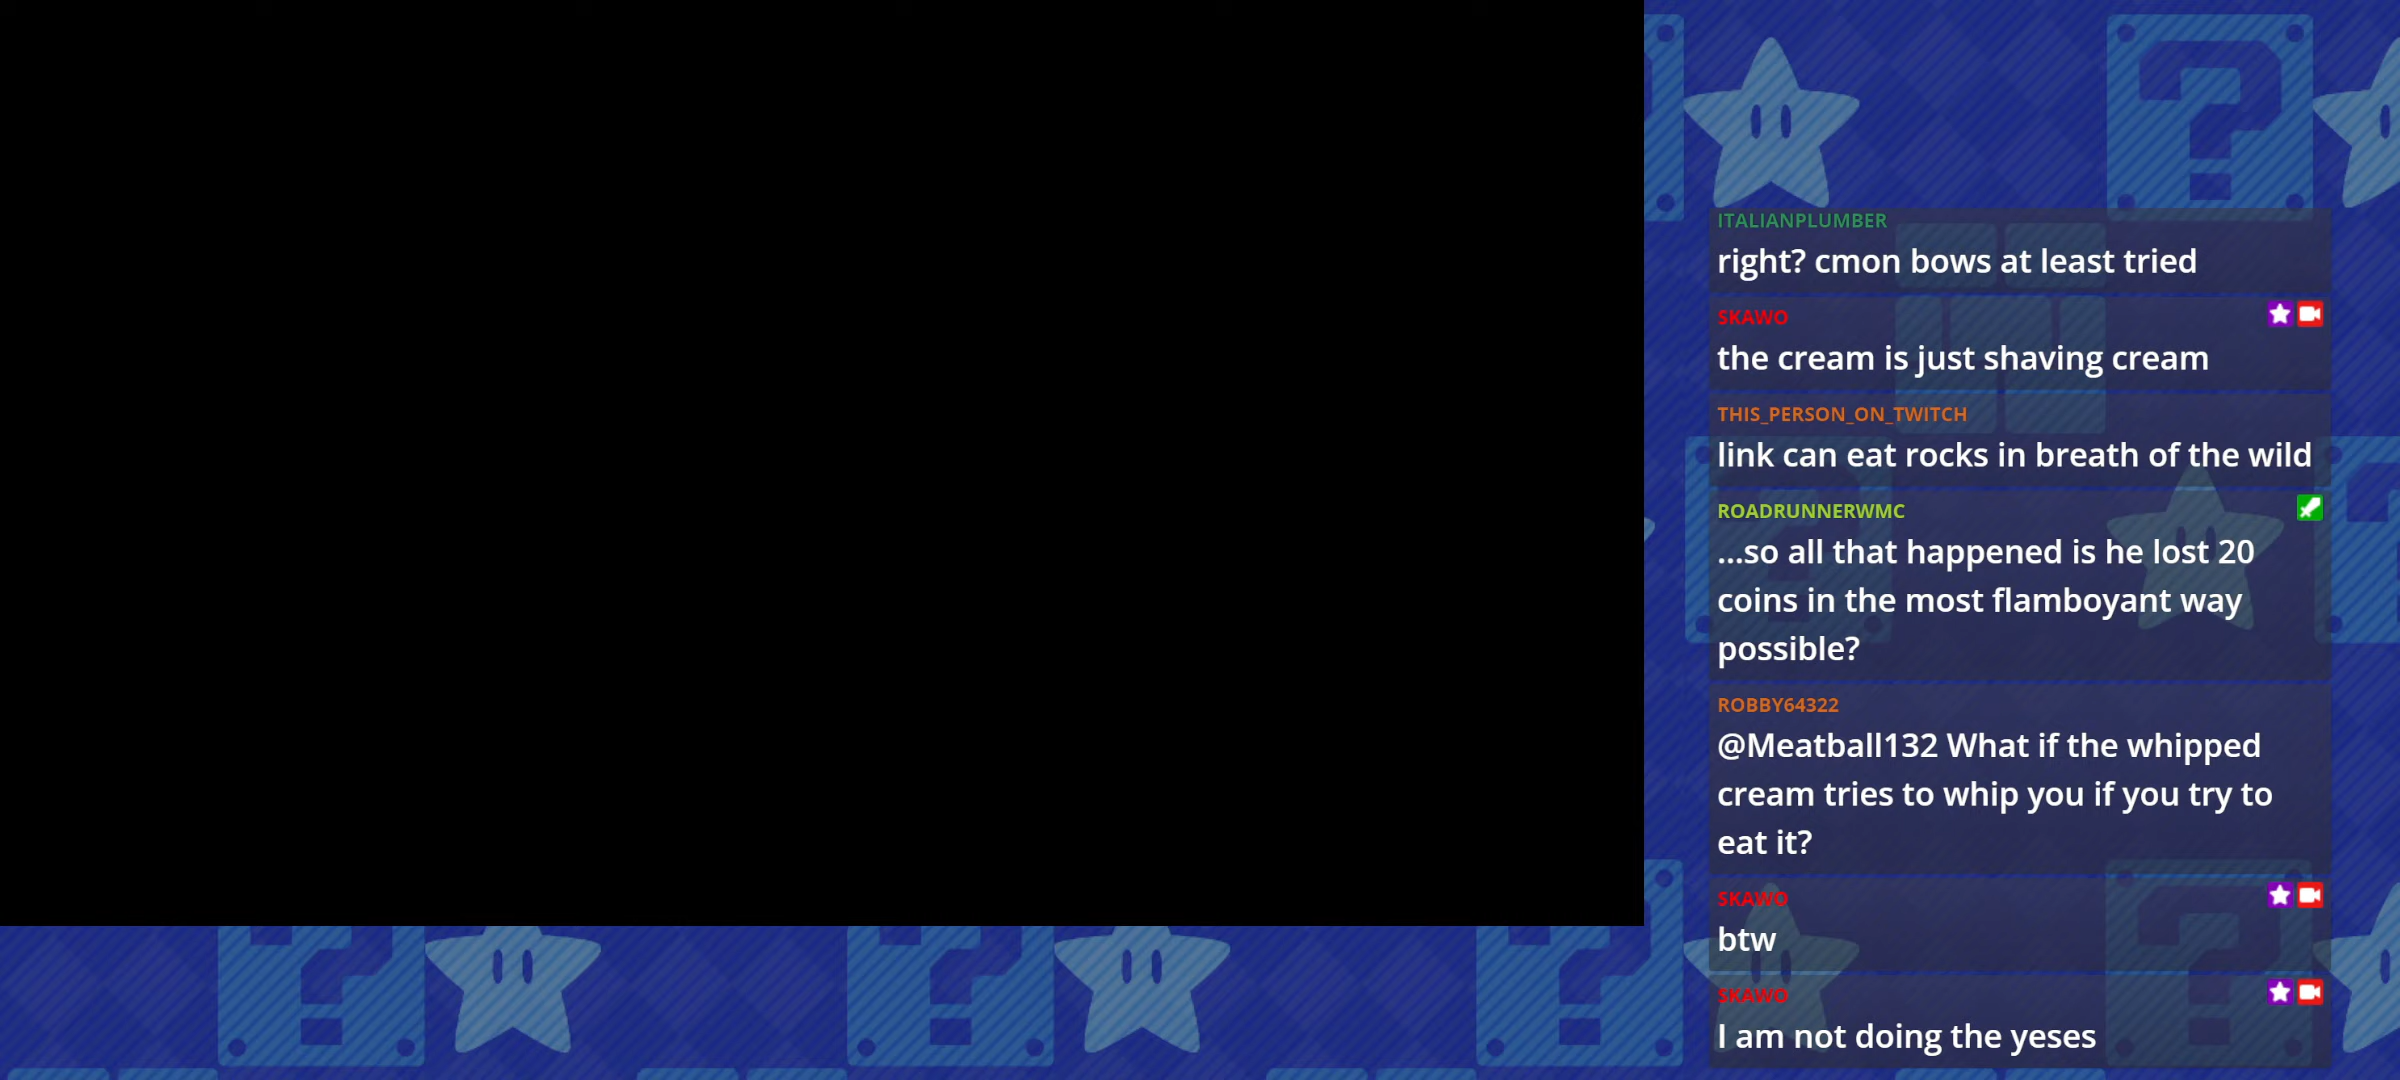 ITALIANPLUMBER
right? cmon bows at least tried
SKAWO
the cream is just shaving cream
THIS_PERSON_ON_TWITCH
link can eat rocks in breath of the wild
ROADRUNNERWMC
...so all that happened is he lost 20
coins in the most flamboyant way
possible?
ROBBY64322
@Meatball132 What if the whipped
cream tries to whip you if you try to
eat it?
SKAWO
btw
SKAWO
I am not doing the yeses